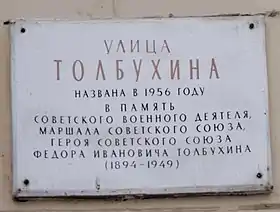 УЛИЦА
ТОЛБУХИНА
НАЗВАНА В 1956 ГОДУ
В ПАМЯТЬ
СОВЕТСКОГО ВОЕННОГО ДЕЯТЕЛЯ,
МАРШАЛА СОВЕТСКОГО СОЮЗА,
ГЕРОЯ СОВЕТСКОГО СОЮЗА
ФЕДОРА ИВАНОВИЧА ТОЛБУХИНА
(1894-1949)